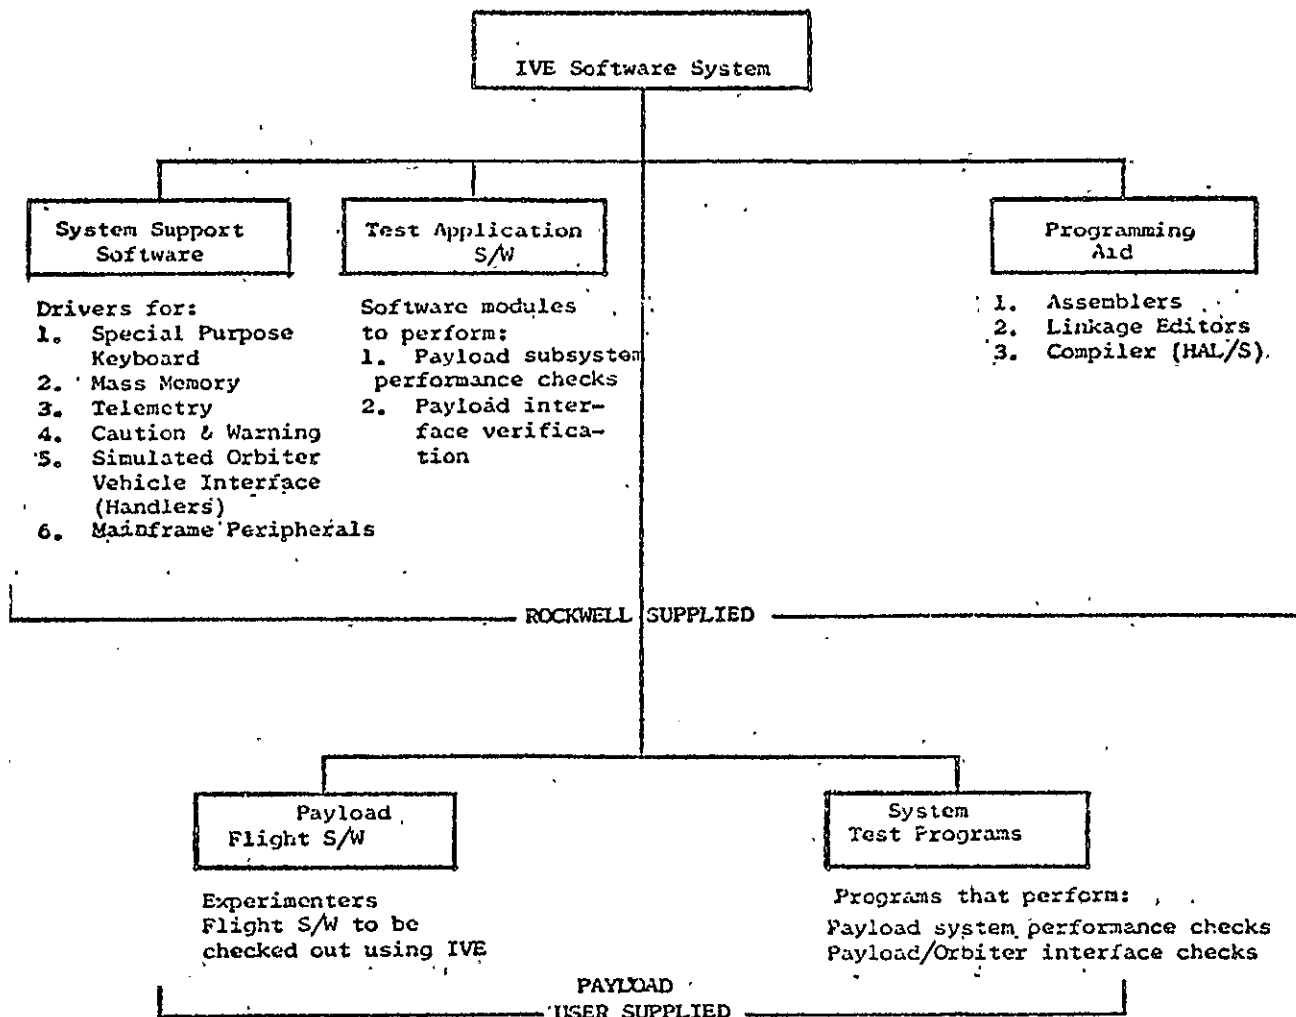 IVE Software System
System Support
Software
Drivers for:
1. Special Purpose
Keyboard
2. Mass Memory
3. Telemetry
4. Caution & Warning
5. Simulated Orbiter
Vehicle Interface
(Handlers)
6. Mainframe Peripherals
Test Application
S/W
Software modules
to perform:
1. Payload subsystem
performance checks
2. Payload inter-
face verifica-
tion
Programming
Aid
1. Assemblers
2. Linkage Editors
3. Compiler (HAL/S).
ROCKWELL SUPPLIED
Payload
Flight S/W
Experimenters
Flight S/W to be
checked out using IVE
System
Test Programs
Programs that perform:
Payload system performance checks
Payload/Orbiter interface checks
PAYLOAD
USER SUPPLIED